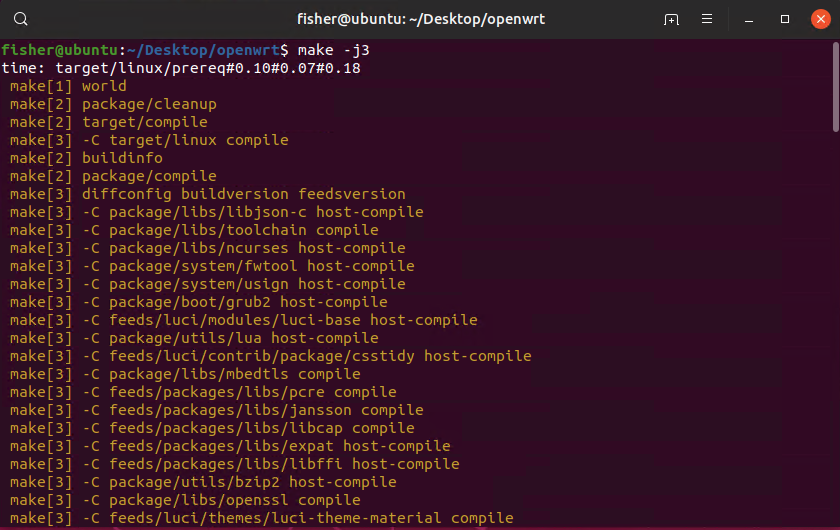 fisher@ubuntu: ~/Desktop/openwrt
fisher@ubuntu:~/Desktop/openwrt$ make -j3
time: target/linux/prereq#0.10#0.07#0.18
make[1] world
make[2] package/cleanup
make[2] target/compile
make[3] -C target/linux compile
make[2] buildinfo
make[2] package/compile
make[3] diffconfig buildversion feedsversion
make[3] -C package/libs/libjson-c host-compile
make[3] -C package/libs/toolchain compile
make[3] -C package/libs/ncurses host-compile
make[3] -C package/system/fwtool host-compile
make[3] -C package/system/usign host-compile
make[3] -C package/boot/grub2 host-compile
make[3] -C feeds/luci/modules/luci-base host-compile
make[3] -C package/utils/lua host-compile
make[3] -C feeds/luci/contrib/package/csstidy host-compile
make[3] -C package/libs/mbedtls compile
make[3] -C feeds/packages/libs/pcre compile
make[3] -C feeds/packages/libs/jansson compile
make[3] -C feeds/packages/libs/libcap compile
make[3] -C feeds/packages/libs/expat host-compile
make[3] -C feeds/packages/libs/libffi host-compile
make[3] -C package/utils/bzip2 host-compile
make[3] -C package/libs/openssl compile
make[3] -C feeds/luci/themes/luci-theme-material compile